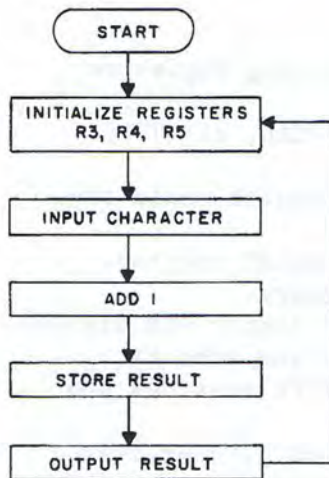 START
INITIALIZE REGISTERS
R3, R4, R5
INPUT CHARACTER
ADD 1
STORE RESULT
OUTPUT RESULT